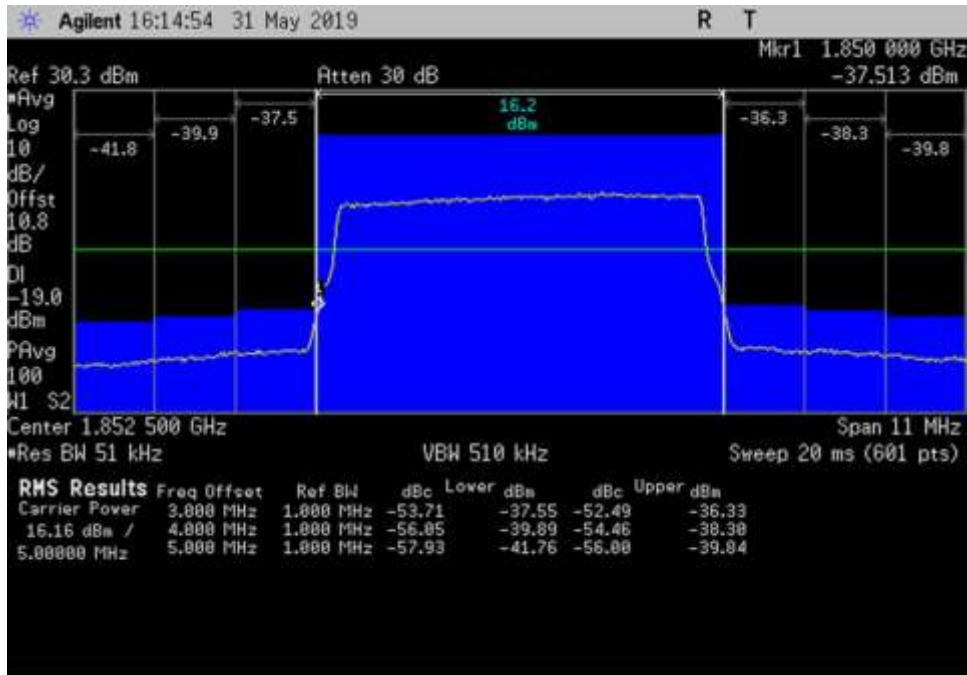 Agilent 16:14:54 31 May 2019 R T
Mkr1 1.850 000 GHz
Ref 30.3 dBm Atten 30 dB -37.513 dBm
#Avg
Log
10
dB/
Offst
10.8
dB
DI
-19.0
dBm
PAvg
100
W1 S2
-41.8 -39.9 -37.5 16.2 dBm -36.3 -38.3 -39.8
Center 1.852 500 GHz Span 11 MHz
#Res BW 51 kHz VBW 510 kHz Sweep 20 ms (601 pts)
RMS Results Freq Offset Ref BW dBc Lower dBm dBc Upper dBm
Carrier Power 3.000 MHz 1.000 MHz -53.71 -37.55 -52.49 -36.33
16.16 dBm / 4.000 MHz 1.000 MHz -56.05 -39.89 -54.46 -38.30
5.00000 MHz 5.000 MHz 1.000 MHz -57.93 -41.76 -56.00 -39.84